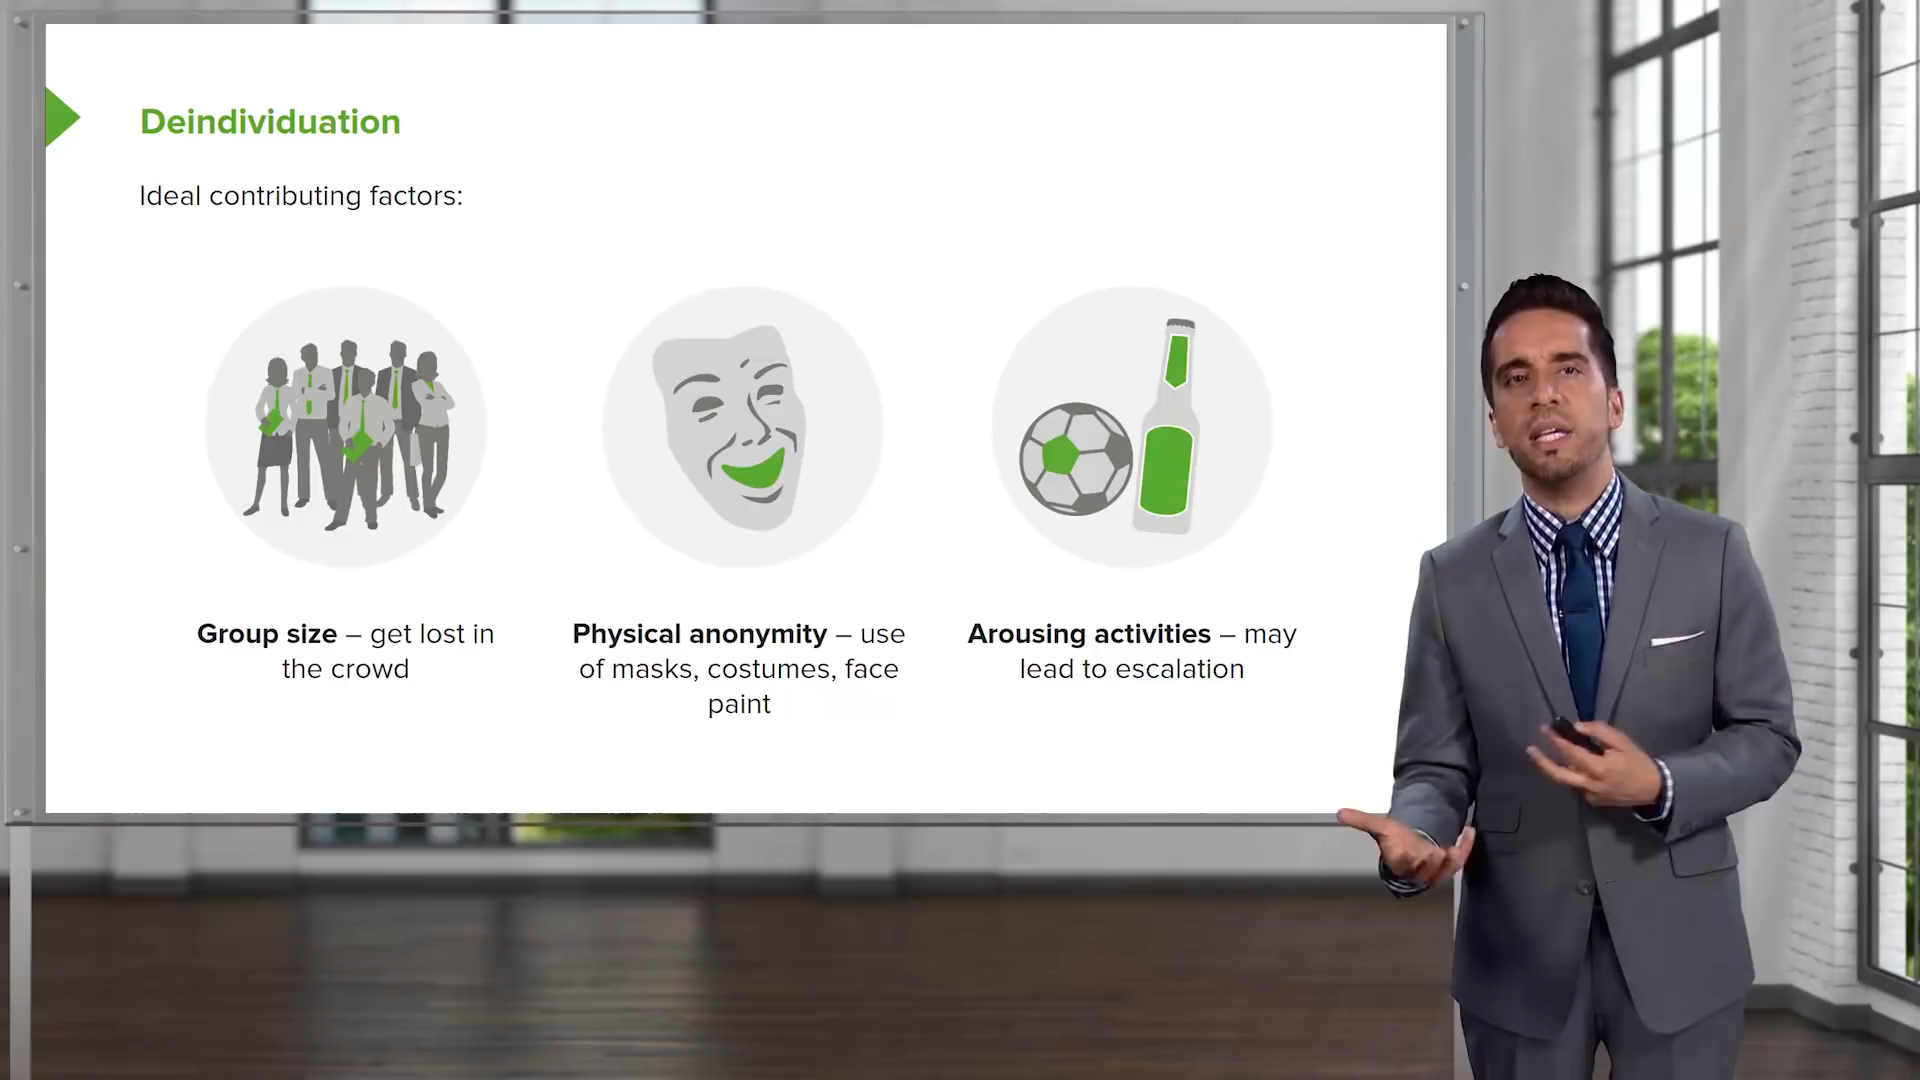 Deindividuation
Ideal contributing factors:
Group size – get lost in
the crowd
Physical anonymity – use
of masks, costumes, face
paint
Arousing activities – may
lead to escalation